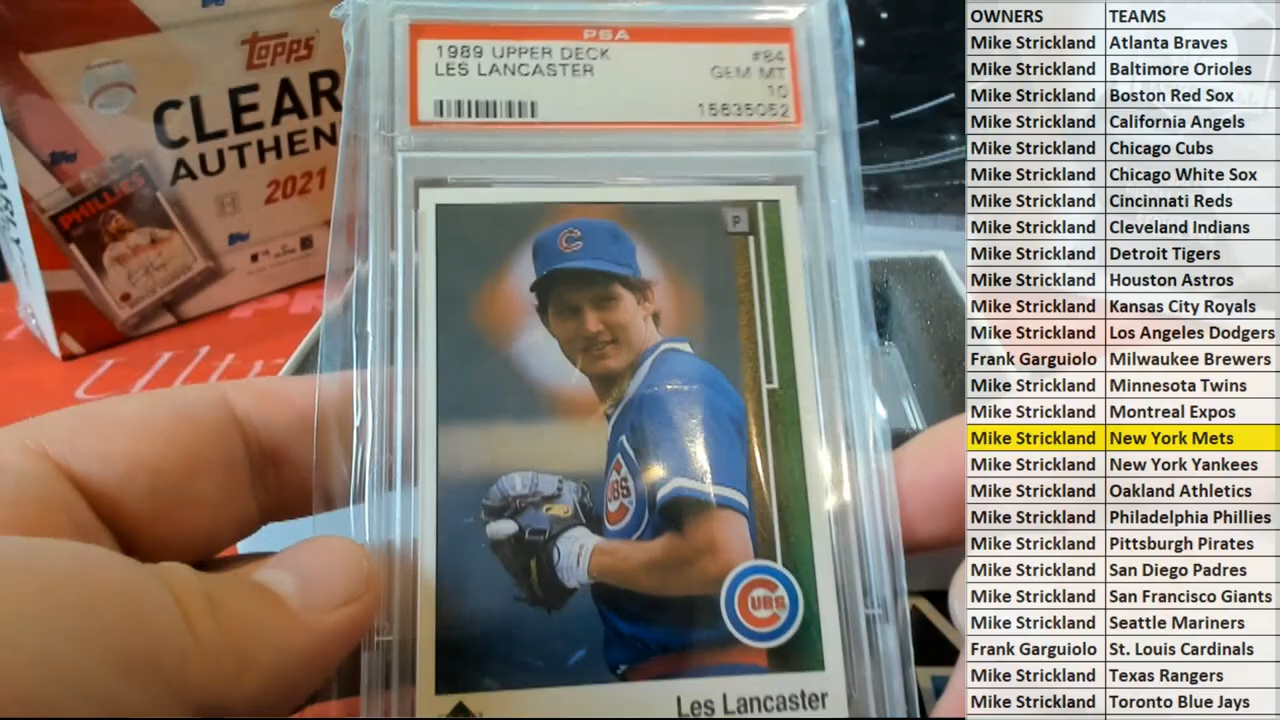 topps
CLEAR
AUTHEN
2021
PHILLIES
PSA
1989 UPPER DECK #84
LES LANCASTER GEM MT
10
15835052
P
C
CUBS
CUBS
Les Lancaster
OWNERS TEAMS
Mike Strickland Atlanta Braves
Mike Strickland Baltimore Orioles
Mike Strickland Boston Red Sox
Mike Strickland California Angels
Mike Strickland Chicago Cubs
Mike Strickland Chicago White Sox
Mike Strickland Cincinnati Reds
Mike Strickland Cleveland Indians
Mike Strickland Detroit Tigers
Mike Strickland Houston Astros
Mike Strickland Kansas City Royals
Mike Strickland Los Angeles Dodgers
Frank Garguiolo Milwaukee Brewers
Mike Strickland Minnesota Twins
Mike Strickland Montreal Expos
Mike Strickland New York Mets
Mike Strickland New York Yankees
Mike Strickland Oakland Athletics
Mike Strickland Philadelphia Phillies
Mike Strickland Pittsburgh Pirates
Mike Strickland San Diego Padres
Mike Strickland San Francisco Giants
Mike Strickland Seattle Mariners
Frank Garguiolo St. Louis Cardinals
Mike Strickland Texas Rangers
Mike Strickland Toronto Blue Jays